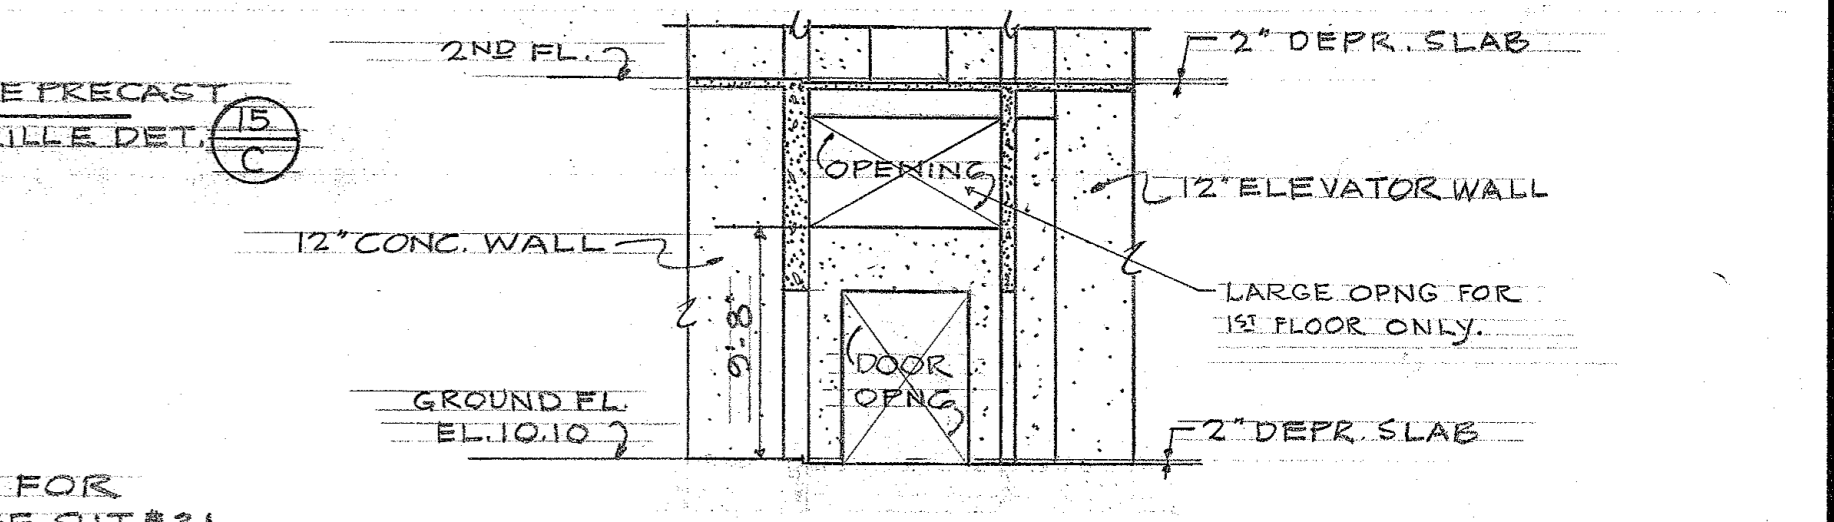 2ND FL.
2" DEPR. SLAB
E PRECAST
ILLE DET.
15
C
OPENING
12" ELEVATOR WALL
12" CONC. WALL
LARGE OPNG FOR
1ST FLOOR ONLY.
9'-8"
DOOR
OPNG
GROUND FL.
EL. 10.10
2" DEPR. SLAB
FOR